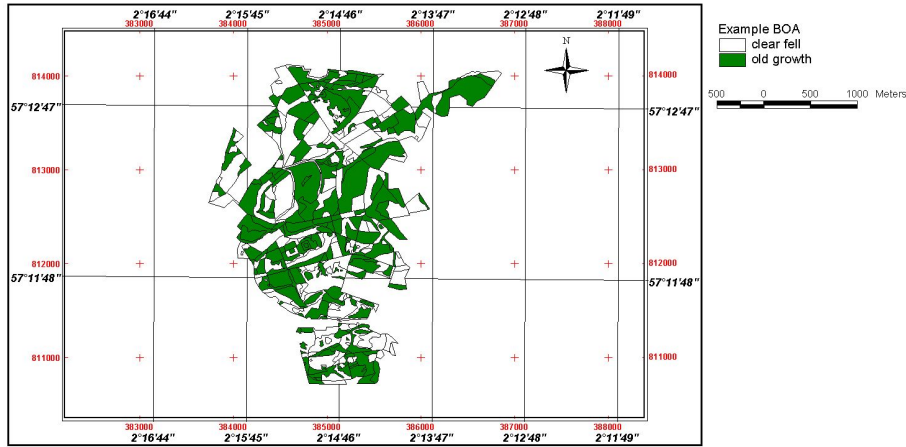 2°16'44" 2°15'45" 2°14'46" 2°13'47" 2°12'48" 2°11'49"
383000 384000 385000 386000 387000 388000
Example BOA
clear fell
old growth
N
814000 814000
57°12'47" 57°12'47"
500 0 500 1000 Meters
813000 813000
812000 812000
57°11'48" 57°11'48"
811000 811000
383000 384000 385000 386000 387000 388000
2°16'44" 2°15'45" 2°14'46" 2°13'47" 2°12'48" 2°11'49"